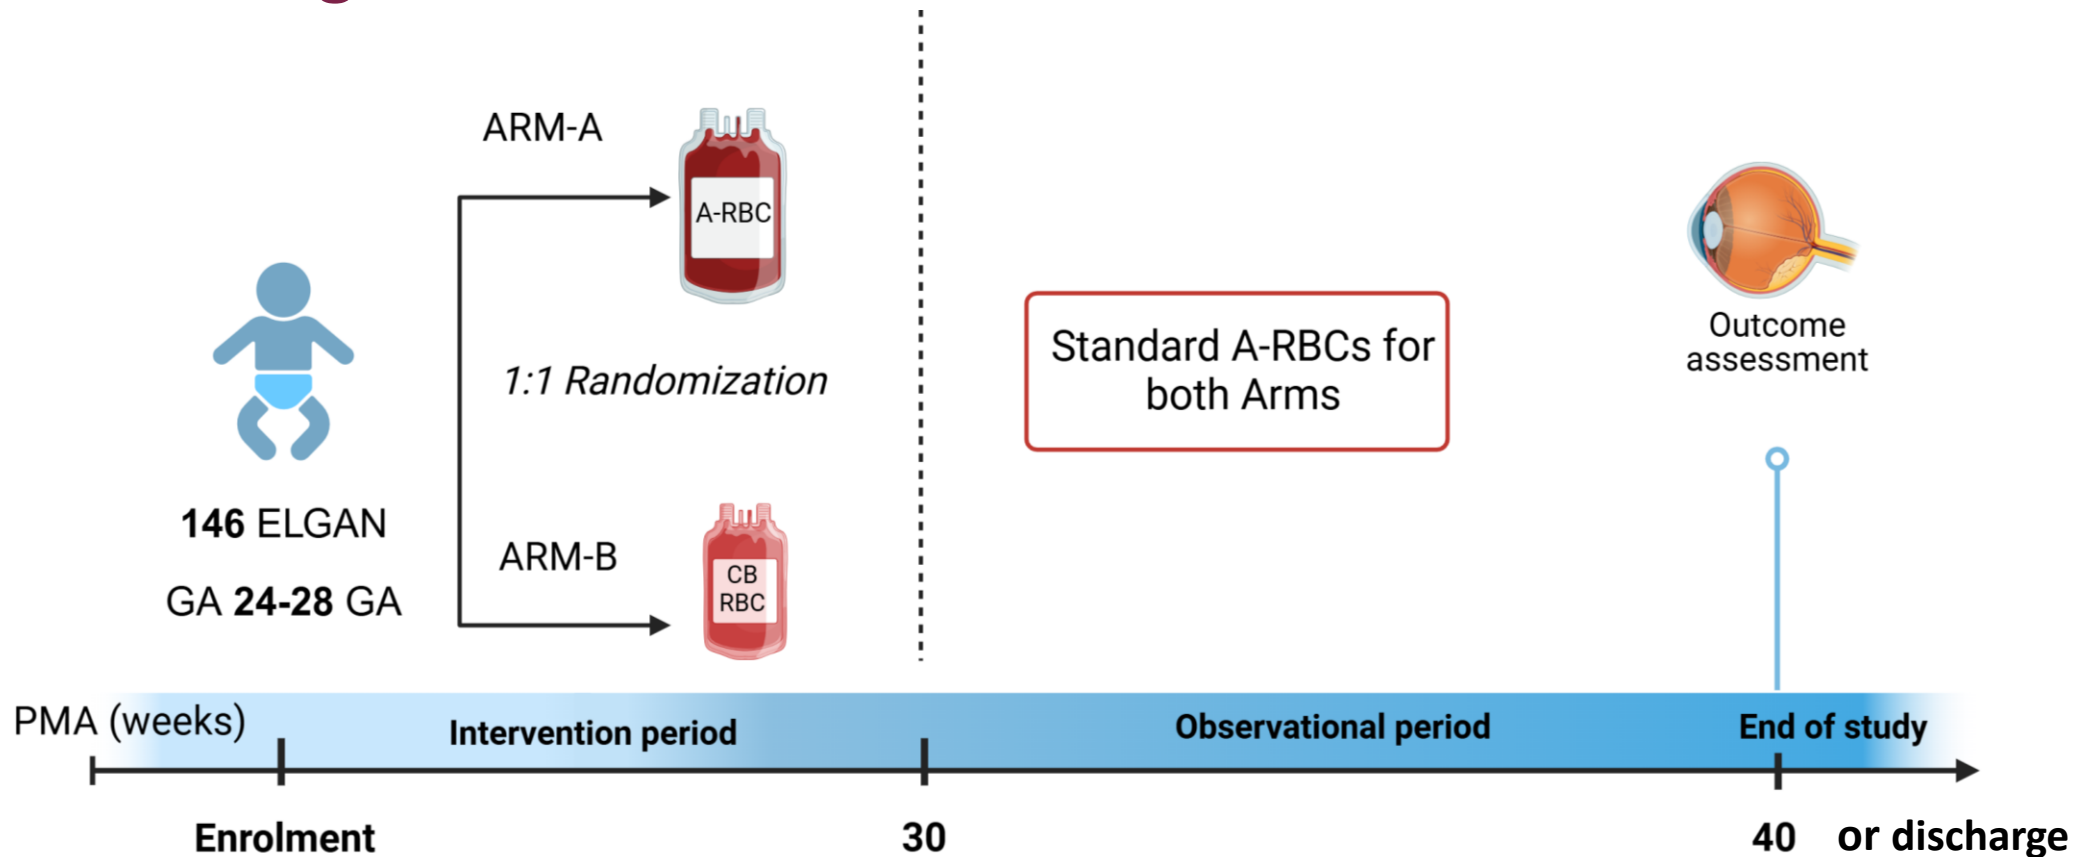 ARM-A
A-RBC
1:1 Randomization
146 ELGAN
GA 24-28 GA
ARM-B
CB
RBC
Standard A-RBCs for
both Arms
Outcome
assessment
PMA (weeks)
Intervention period
Observational period
End of study
Enrolment
30
40
or discharge